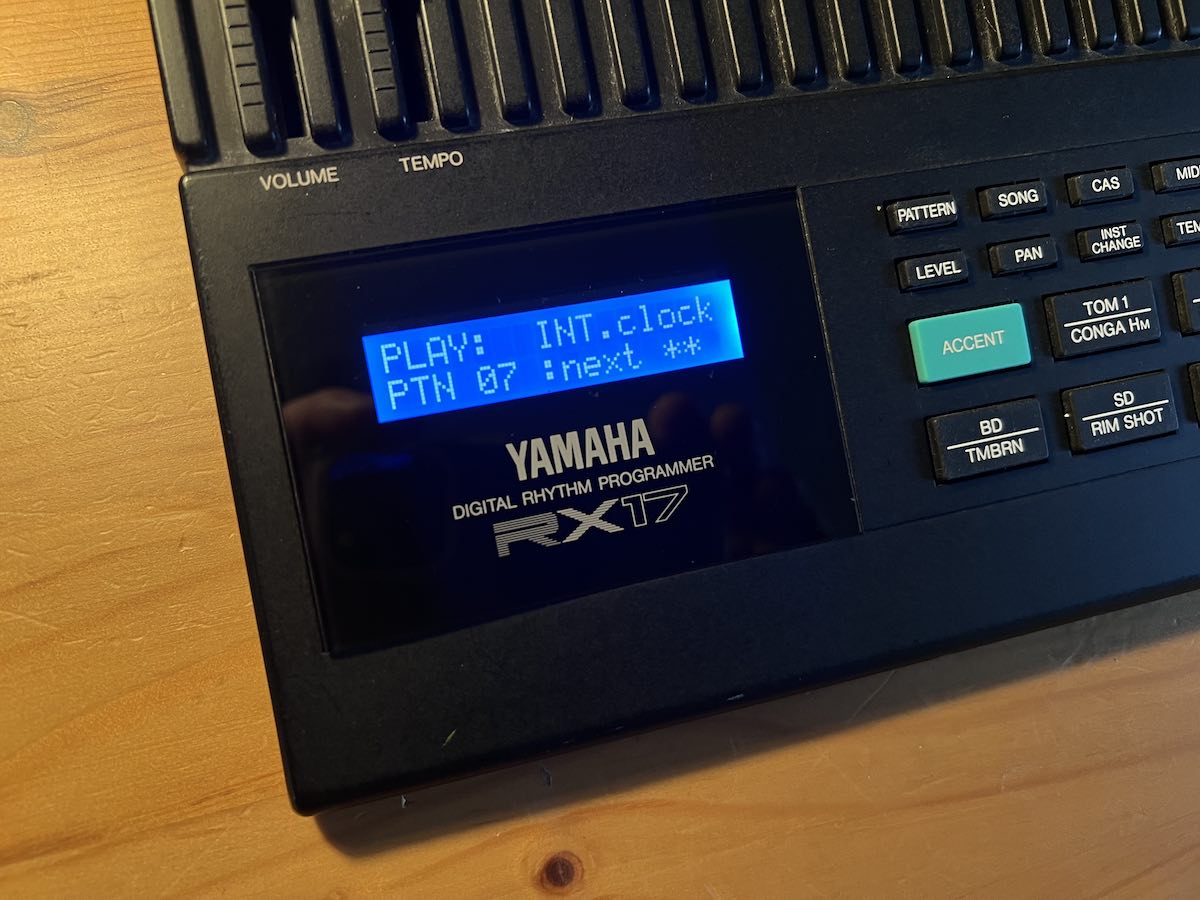 VOLUME
TEMPO
PLAY: INT.clock
PTN 07 :next **
YAMAHA
DIGITAL RHYTHM PROGRAMMER
RX17
PATTERN
SONG
CAS
LEVEL
PAN
INST
CHANGE
ACCENT
TOM 1
CONGA HM
BD
TMBRN
SD
RIM SHOT